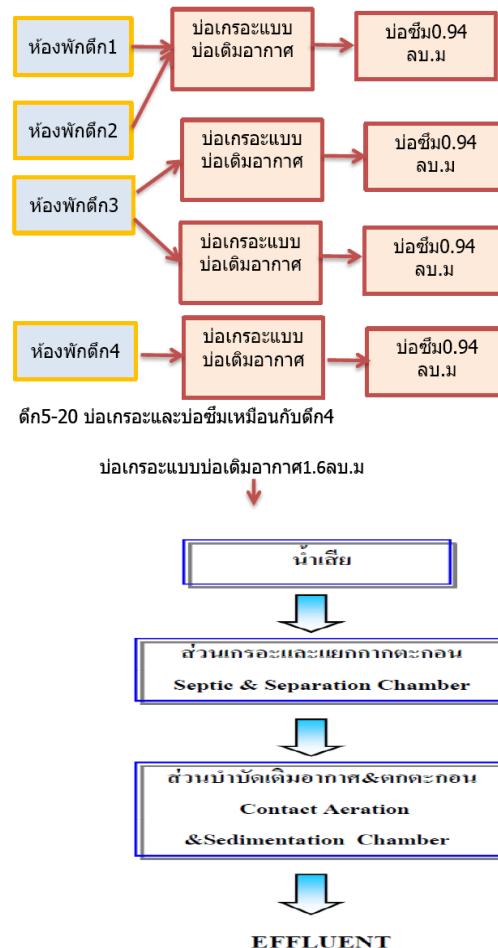 ห้องพักตึก1
บ่อเกรอะแบบ
บ่อเติมอากาศ
บ่อซึม0.94
ลบ.ม
ห้องพักตึก2
บ่อเกรอะแบบ
บ่อเติมอากาศ
บ่อซึม0.94
ลบ.ม
ห้องพักตึก3
บ่อเกรอะแบบ
บ่อเติมอากาศ
บ่อซึม0.94
ลบ.ม
ห้องพักตึก4
บ่อเกรอะแบบ
บ่อเติมอากาศ
บ่อซึม0.94
ลบ.ม
ตึก5-20 บ่อเกรอะและบ่อซึมเหมือนกับตึก4
บ่อเกรอะแบบบ่อเติมอากาศ1.6ลบ.ม
น้ำเสีย
ส่วนเกรอะและแยกกากตะกอน
Septic & Separation Chamber
ส่วนบำบัดเติมอากาศ&ตกตะกอน
Contact Aeration
&Sedimentation Chamber
EFFLUENT